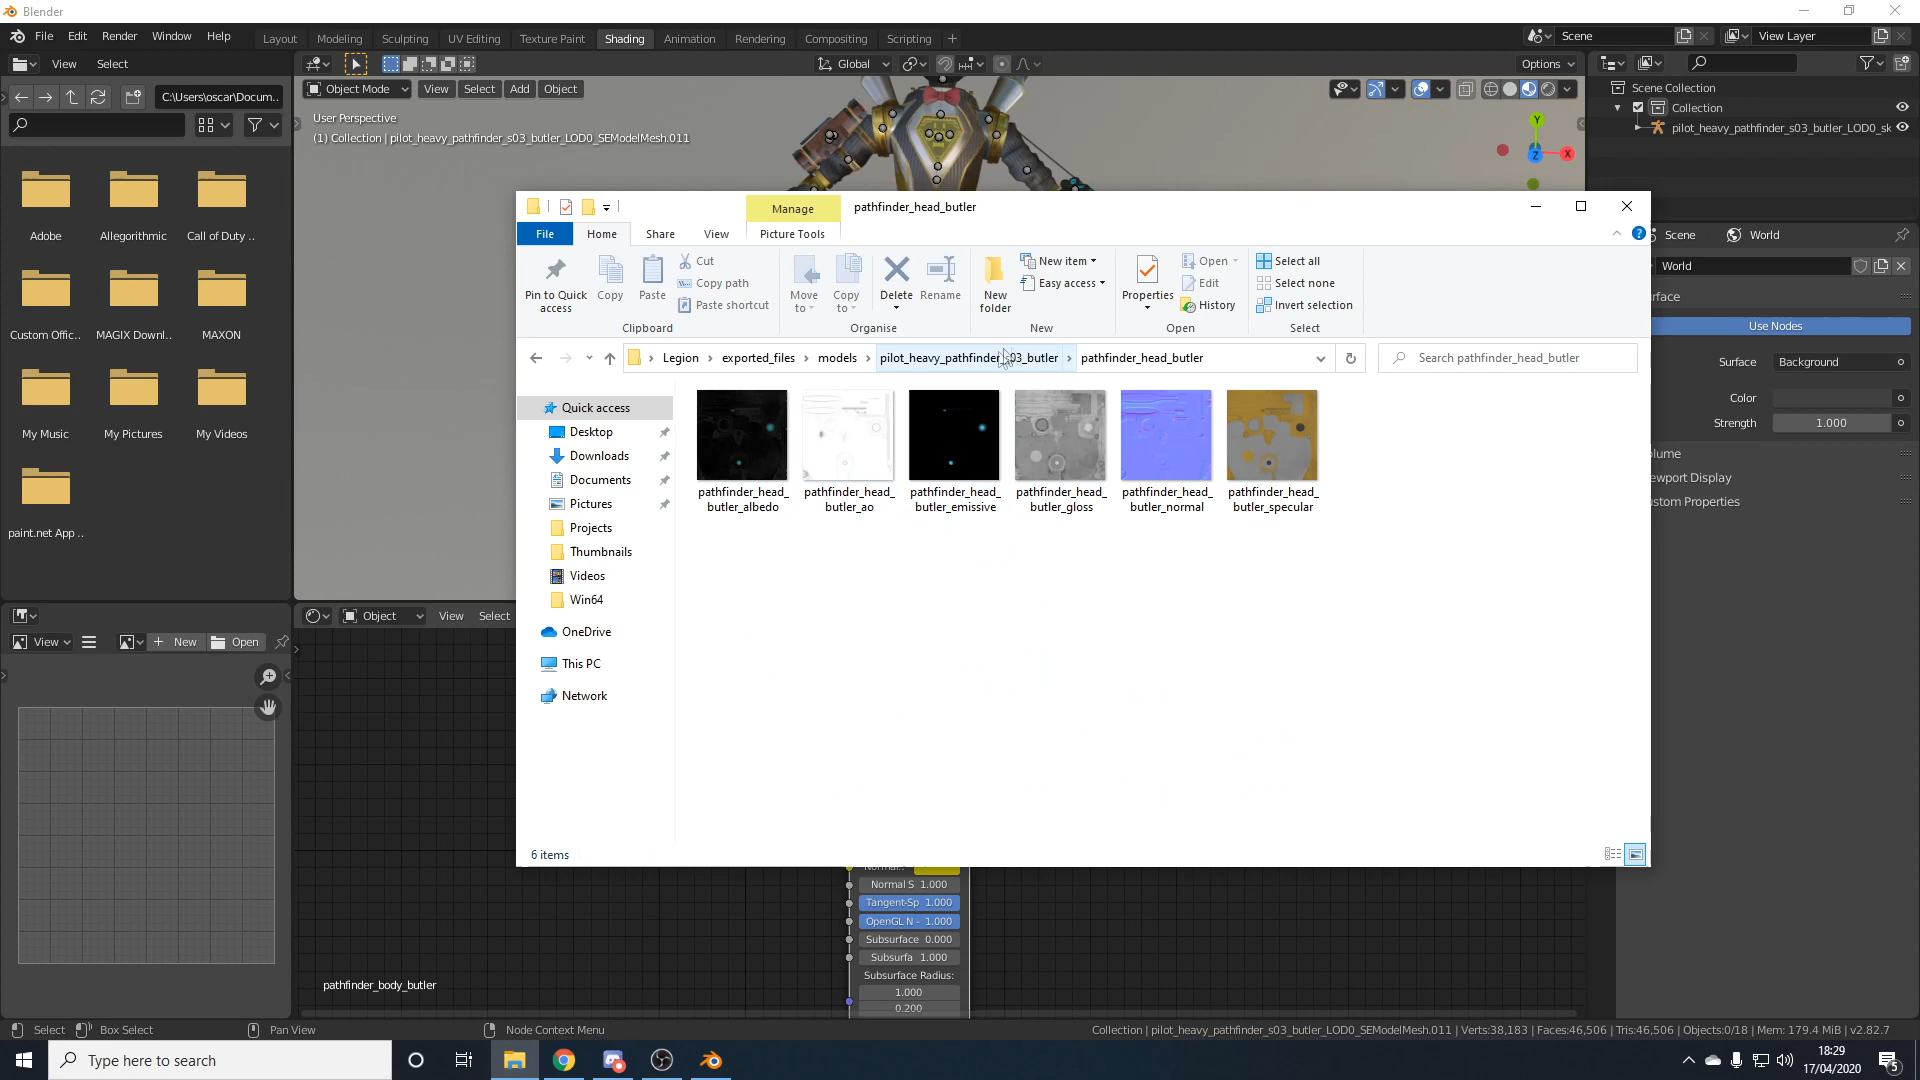 Blender
File Edit Render Window Help
Layout Modeling Sculpting UV Editing Texture Paint Shading Animation Rendering Compositing Scripting +
Scene
View Layer
View Select
Global
Options
C:\Users\oscar\Docum..
Object Mode View Select Add Object
User Perspective
(1) Collection | pilot_heavy_pathfinder_s03_butler_LOD0_SEModelMesh.011
Y
X
Z
Scene Collection
Collection
pilot_heavy_pathfinder_s03_butler_LOD0_sk
Adobe
Allegorithmic
Call of Duty ..
Custom Offic..
MAGIX Downl..
MAXON
My Music
My Pictures
My Videos
paint.net App ..
Manage
pathfinder_head_butler
File Home Share View Picture Tools
Pin to Quick access
Copy
Paste
Cut
Copy path
Paste shortcut
Clipboard
Move to
Copy to
Delete
Rename
Organise
New folder
New item
Easy access
New
Properties
Open
Edit
History
Open
Select all
Select none
Invert selection
Select
Legion › exported_files › models › pilot_heavy_pathfinder_s03_butler › pathfinder_head_butler
Search pathfinder_head_butler
Quick access
Desktop
Downloads
Documents
Pictures
Projects
Thumbnails
Videos
Win64
OneDrive
This PC
Network
pathfinder_head_butler_albedo
pathfinder_head_butler_ao
pathfinder_head_butler_emissive
pathfinder_head_butler_gloss
pathfinder_head_butler_normal
pathfinder_head_butler_specular
6 items
Scene World
World
rface
Use Nodes
Surface Background
Color
Strength 1.000
lume
ewport Display
stom Properties
View
New
Open
Object View Select
Normal..
Normal S 1.000
Tangent-Sp 1.000
OpenGL N - 1.000
Subsurface 0.000
Subsurfa 1.000
Subsurface Radius:
1.000
0.200
pathfinder_body_butler
Select Box Select Pan View Node Context Menu
Collection | pilot_heavy_pathfinder_s03_butler_LOD0_SEModelMesh.011 | Verts:38,183 | Faces:46,506 | Tris:46,506 | Objects:0/18 | Mem: 179.4 MiB | v2.82.7
Type here to search
18:29
17/04/2020
5